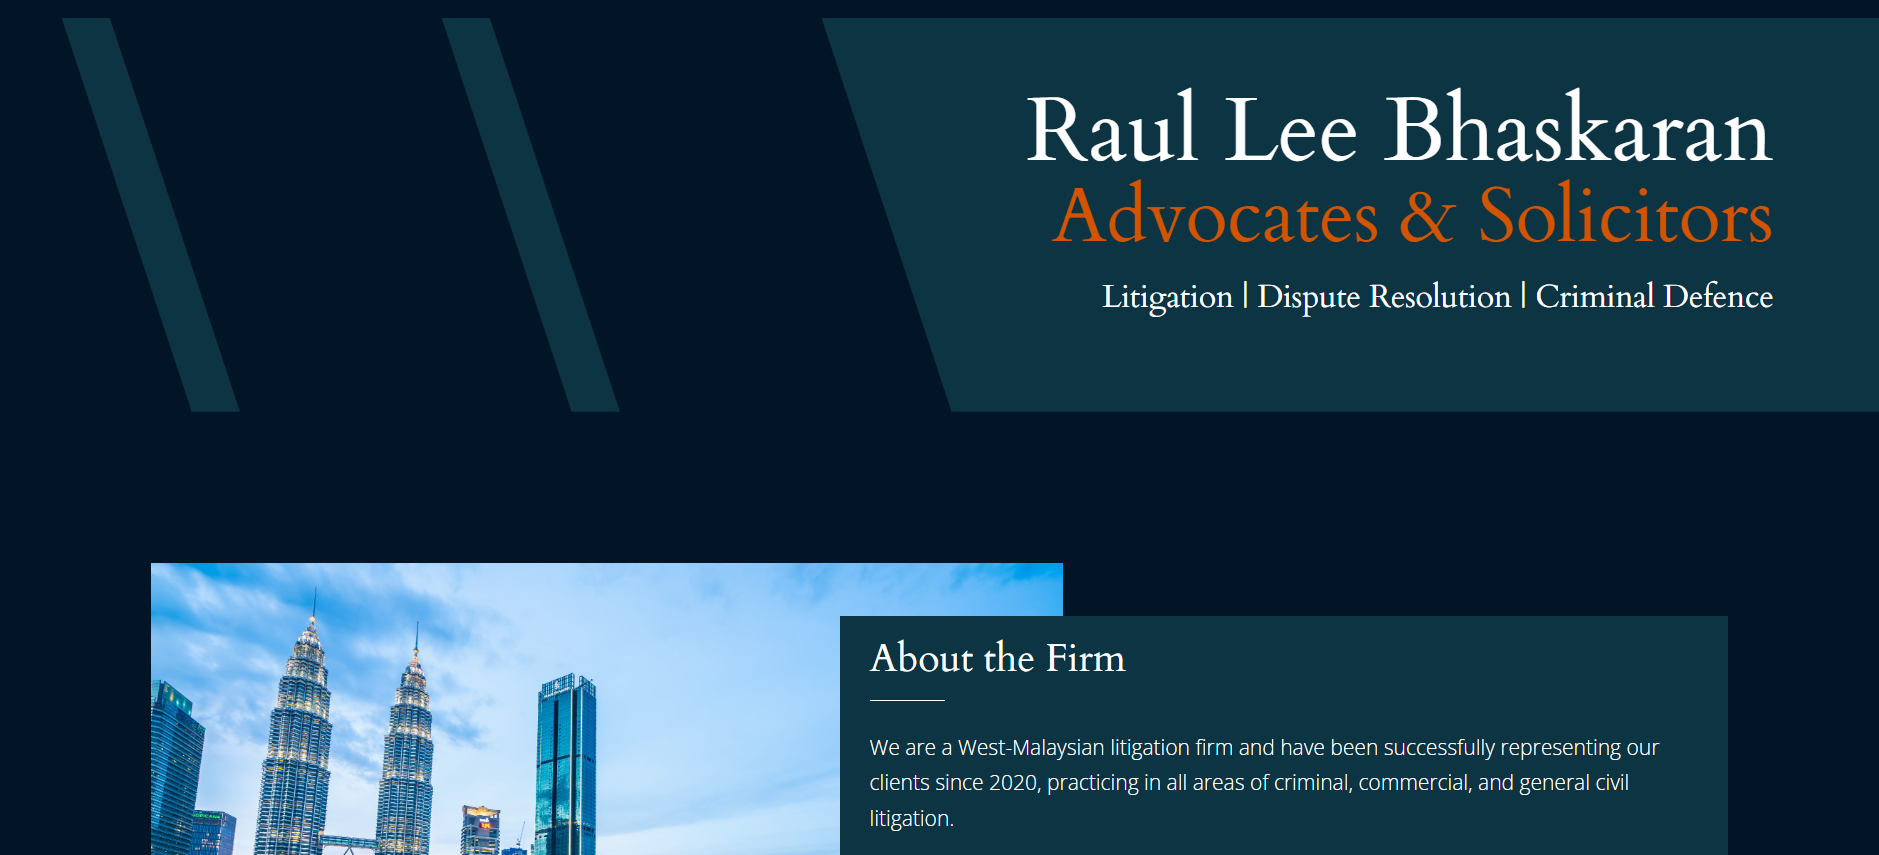 Raul Lee Bhaskaran
Advocates & Solicitors
Litigation | Dispute Resolution | Criminal Defence
About the Firm
We are a West-Malaysian litigation firm and have been successfully representing our
clients since 2020, practicing in all areas of criminal, commercial, and general civil
litigation.